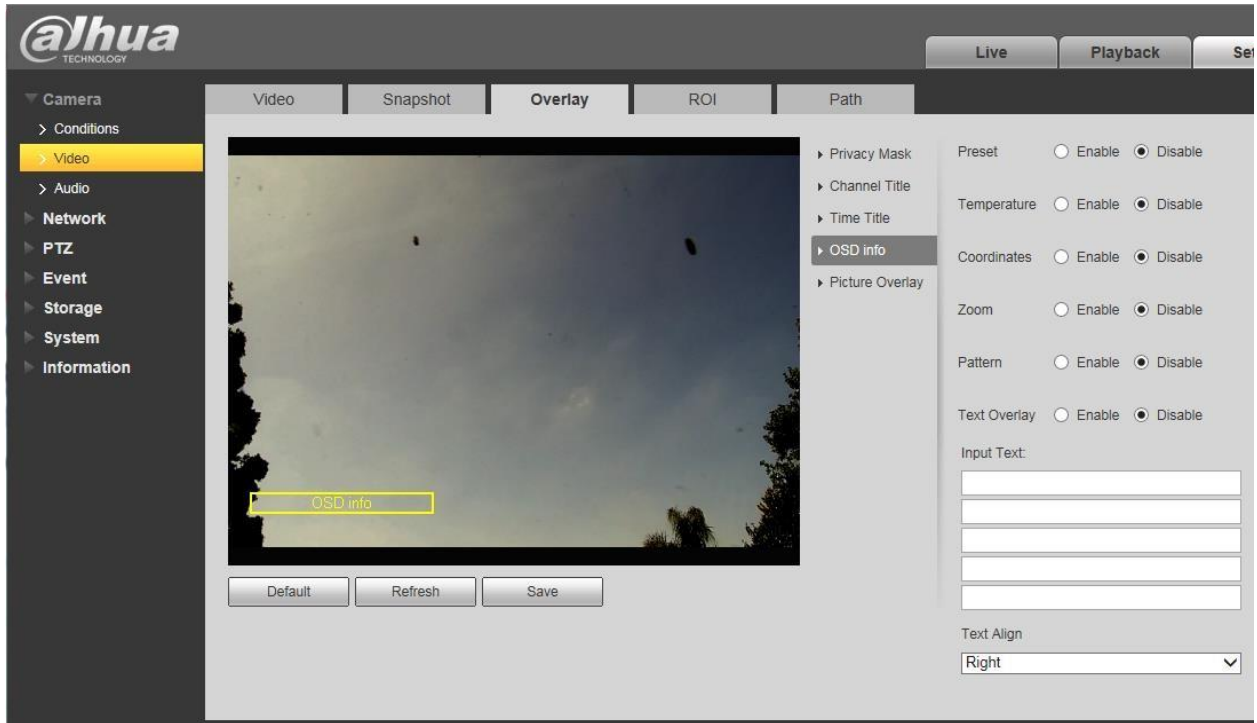 alhua
TECHNOLOGY
Live
Playback
Set
Camera
Conditions
Video
Audio
Network
PTZ
Event
Storage
System
Information
Video
Snapshot
Overlay
ROI
Path
OSD info
Default
Refresh
Save
Privacy Mask
Channel Title
Time Title
OSD info
Picture Overlay
Preset Enable Disable
Temperature Enable Disable
Coordinates Enable Disable
Zoom Enable Disable
Pattern Enable Disable
Text Overlay Enable Disable
Input Text:
Text Align
Right